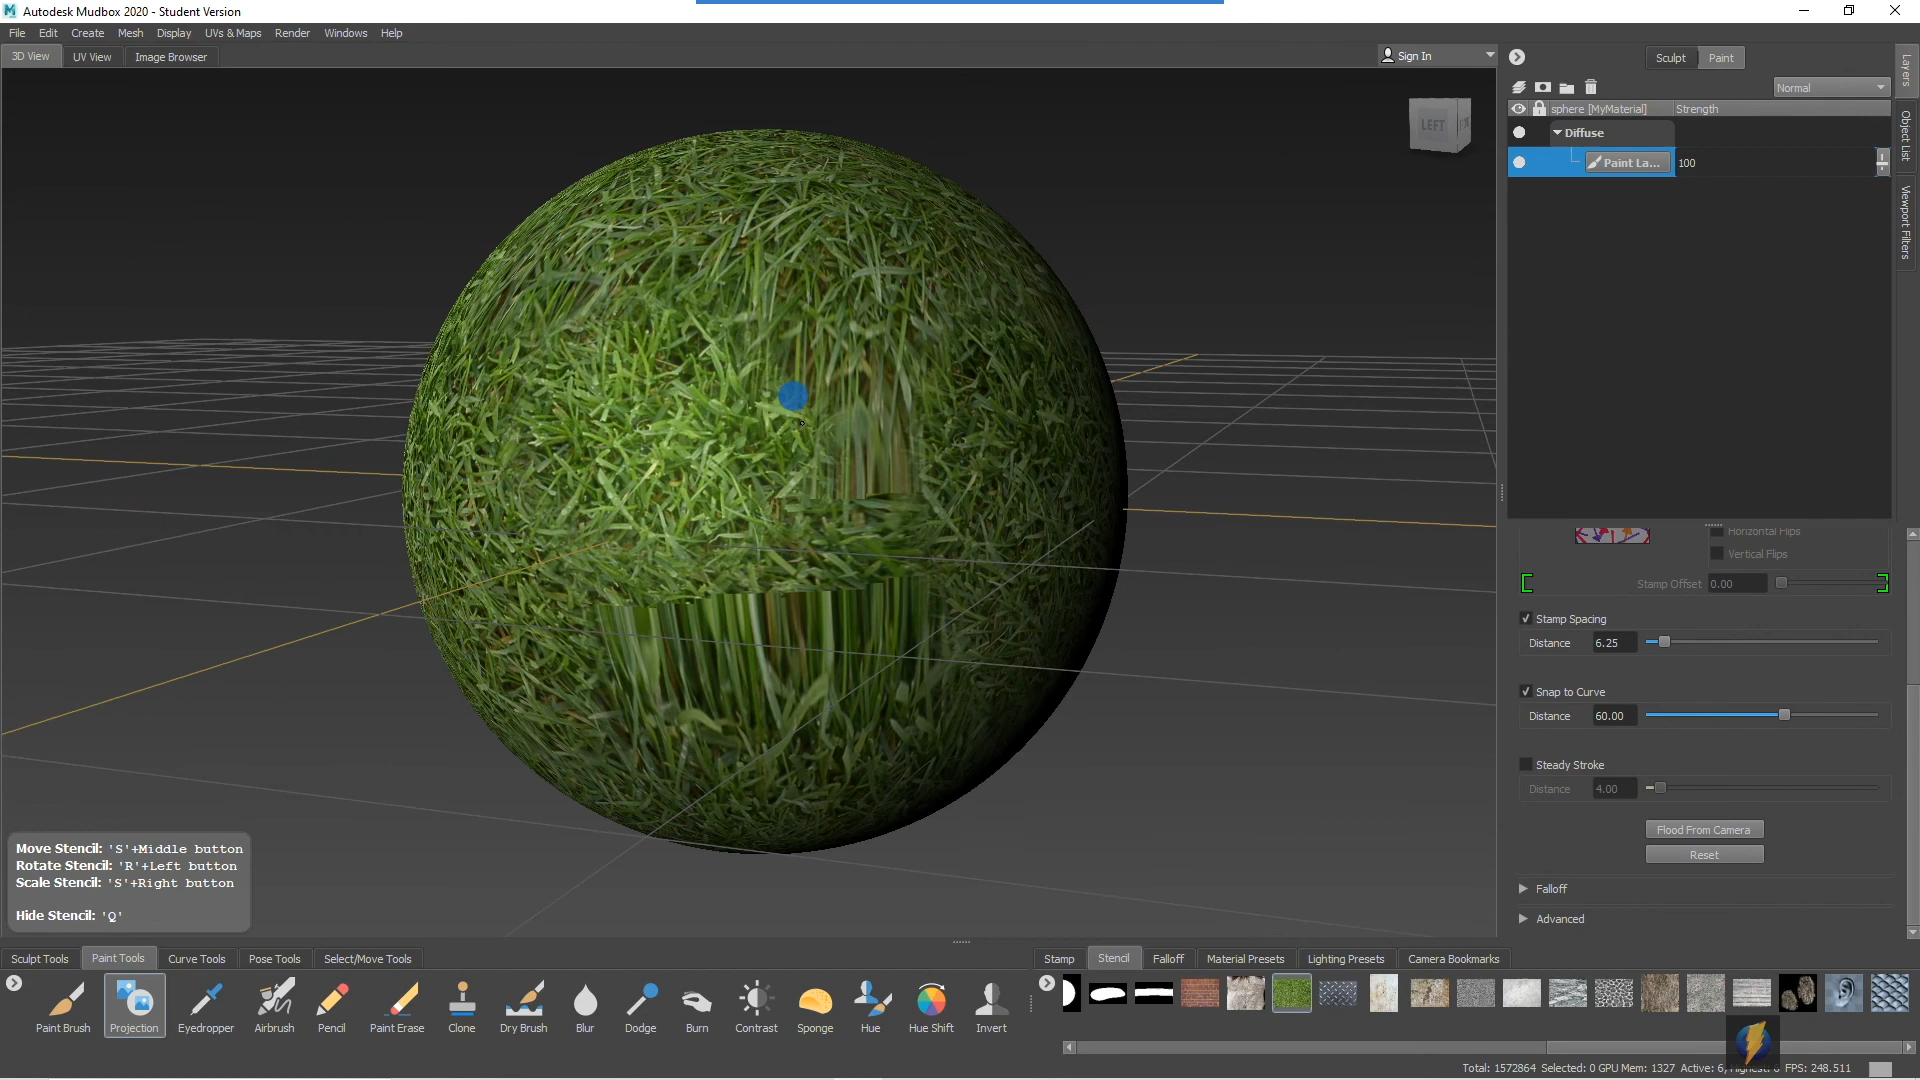 Autodesk Mudbox 2020 - Student Version
File Edit Create Mesh Display UVs & Maps Render Windows Help
3D View UV View Image Browser
Sign In
Sculpt Paint
Normal
sphere [MyMaterial] Strength
Diffuse
Paint La... 100
Layers
Object List
Viewport Filters
LEFT
Horizontal Flips
Vertical Flips
Stamp Offset 0.00
Stamp Spacing
Distance 6.25
Snap to Curve
Distance 60.00
Steady Stroke
Distance 4.00
Flood From Camera
Reset
Falloff
Advanced
Move Stencil: 'S'+Middle button
Rotate Stencil: 'R'+Left button
Scale Stencil: 'S'+Right button
Hide Stencil: 'Q'
Sculpt Tools Paint Tools Curve Tools Pose Tools Select/Move Tools
Stamp Stencil Falloff Material Presets Lighting Presets Camera Bookmarks
Paint Brush Projection Eyedropper Airbrush Pencil Paint Erase Clone Dry Brush Blur Dodge Burn Contrast Sponge Hue Hue Shift Invert
Total: 1572864 Selected: 0 GPU Mem: 1327 Active: 6, FPS: 248.511